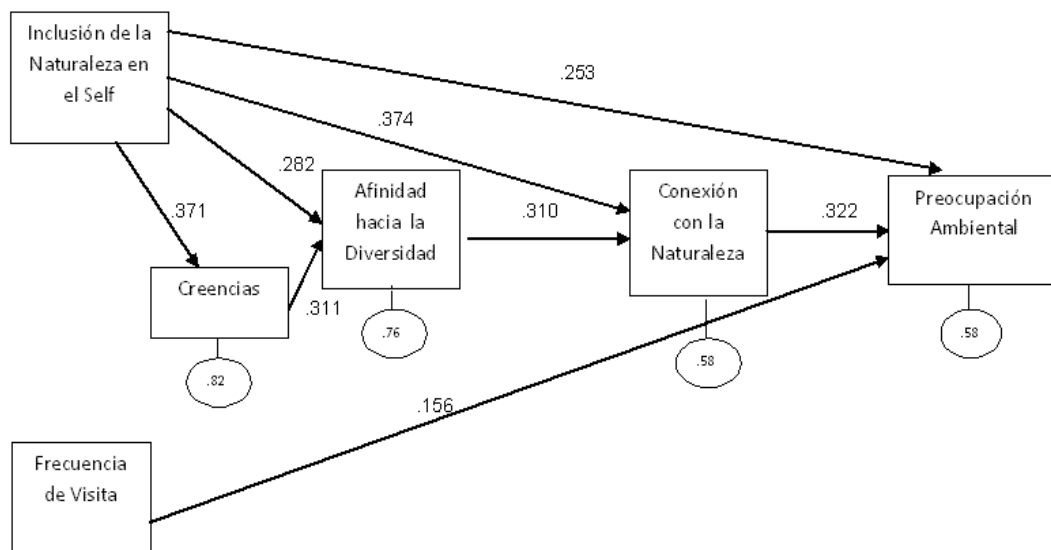 Inclusión de la
Naturaleza en
el Self
.253
.374
.282
.371
Afinidad
hacia la
Diversidad
.310
Conexión
con la
Naturaleza
.322
Preocupación
Ambiental
Creencias
.311
.82
.76
.58
.58
.156
Frecuencia
de Visita